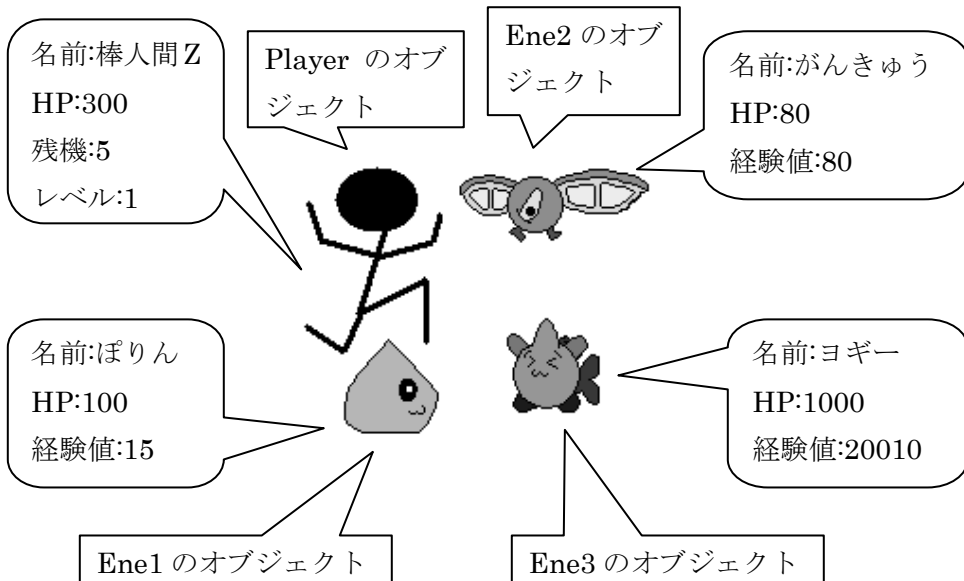 名前:棒人間Z
HP:300
残機:5
レベル:1
Player のオブ
ジェクト
Ene2 のオブ
ジェクト
名前:がんきゅう
HP:80
経験値:80
名前:ぽりん
HP:100
経験値:15
名前:ヨギー
HP:1000
経験値:20010
Ene1 のオブジェクト
Ene3 のオブジェクト